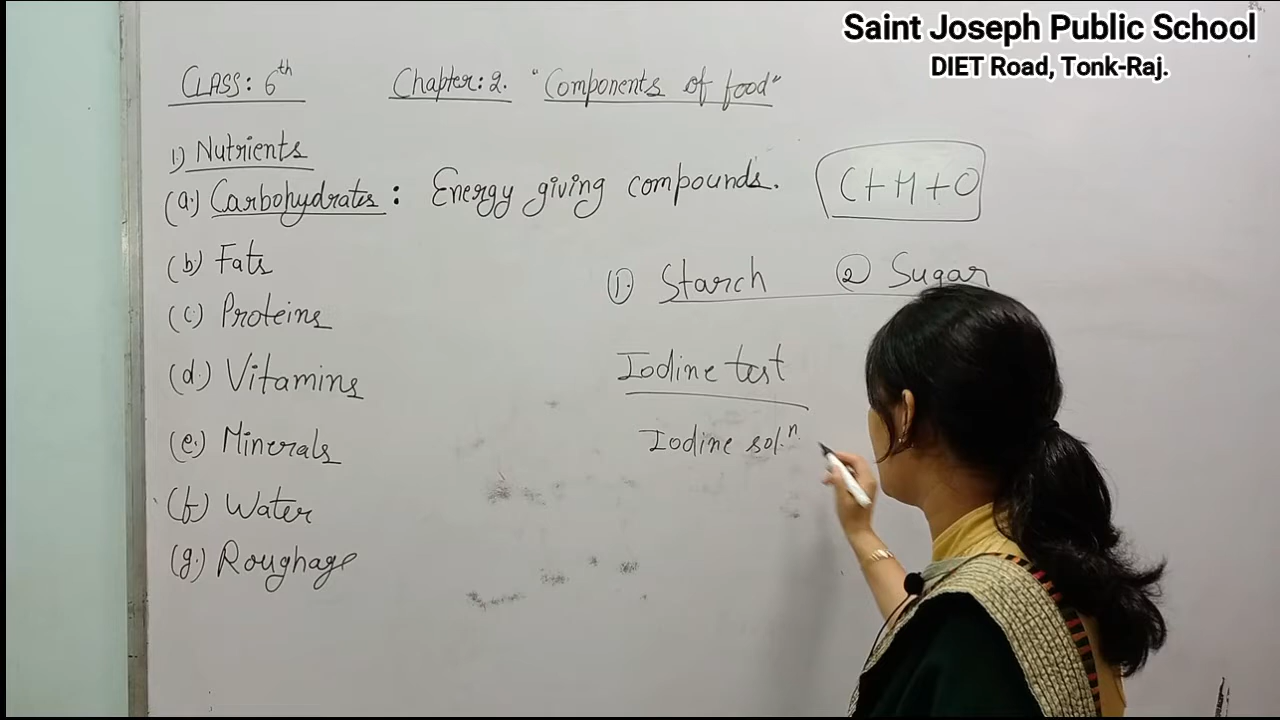 Saint Joseph Public School
DIET Road, Tonk-Raj.
CLASS: 6th Chapter: 2. "Components of food"
1.) Nutrients
(a.) Carbohydrates : Energy giving compounds. C+H+O
(b) Fats
1. Starch 2 Sugar
(c) Proteins
Iodine test
(d.) Vitamins
(e.) Minerals
Iodine sol.n
(f) Water
(g.) Roughage